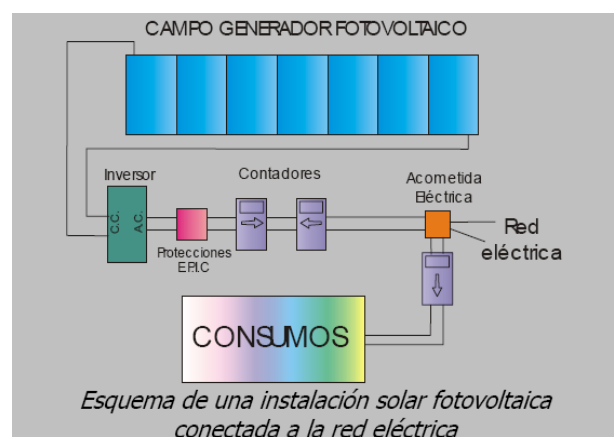 CAMPO GENERADOR FOTOVOLTAICO
Inversor
C.C.
A.C.
Protecciones
E.P.I.C
Contadores
Acometida
Eléctrica
Red
eléctrica
CONSUMOS
Esquema de una instalación solar fotovoltaica
conectada a la red eléctrica